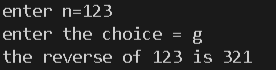 enter n=123
enter the choice = g
the reverse of 123 is 321